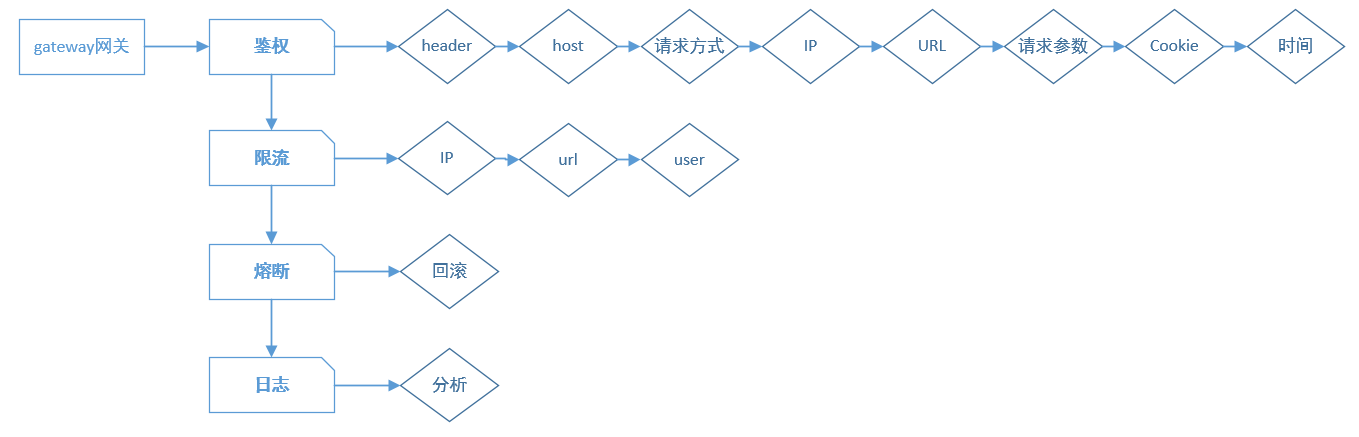 gateway网关
鉴权
header
host
请求方式
IP
URL
请求参数
Cookie
时间
限流
IP
url
user
熔断
回滚
日志
分析